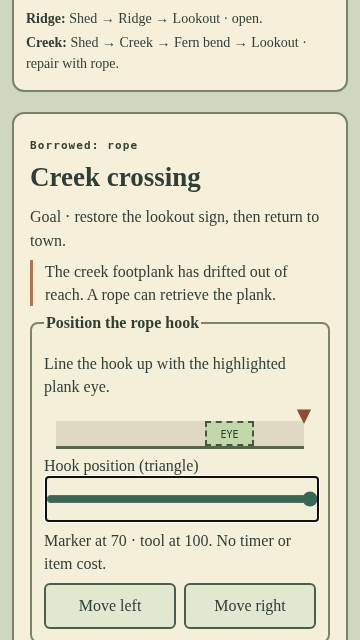 Ridge: Shed → Ridge → Lookout · open.
Creek: Shed → Creek → Fern bend → Lookout ·
repair with rope.
Borrowed: rope
Creek crossing
Goal · restore the lookout sign, then return to
town.
The creek footplank has drifted out of
reach. A rope can retrieve the plank.
Position the rope hook
Line the hook up with the highlighted
plank eye.
EYE
Hook position (triangle)
Marker at 70 · tool at 100. No timer or
item cost.
Move left
Move right